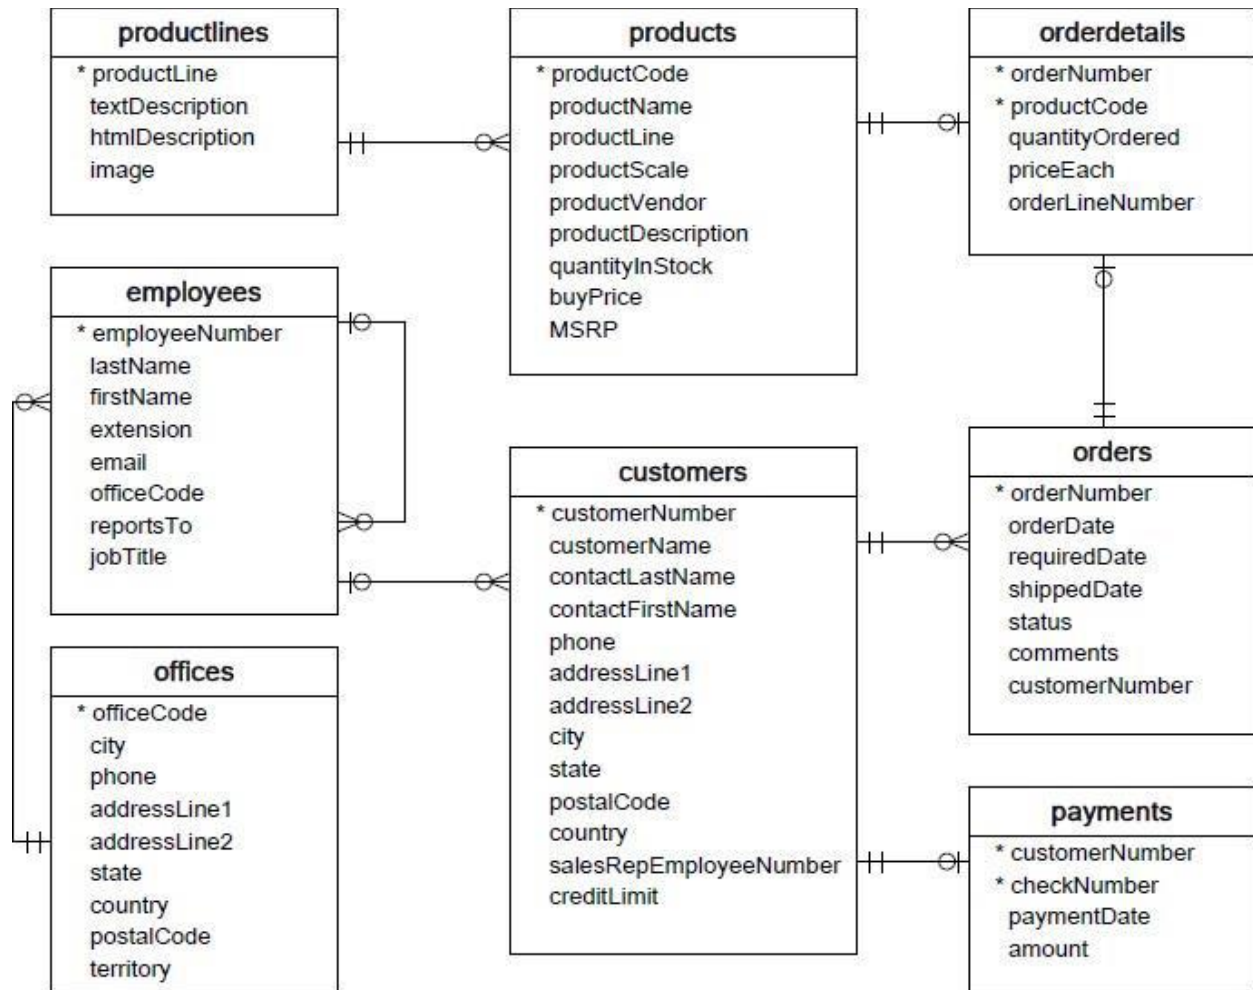 productlines
* productLine
textDescription
htmlDescription
image
products
* productCode
productName
productLine
productScale
productVendor
productDescription
quantityInStock
buyPrice
MSRP
orderdetails
* orderNumber
* productCode
quantityOrdered
priceEach
orderLineNumber
employees
* employeeNumber
lastName
firstName
extension
email
officeCode
reportsTo
jobTitle
customers
* customerNumber
customerName
contactLastName
contactFirstName
phone
addressLine1
addressLine2
city
state
postalCode
country
salesRepEmployeeNumber
creditLimit
orders
* orderNumber
orderDate
requiredDate
shippedDate
status
comments
customerNumber
offices
* officeCode
city
phone
addressLine1
addressLine2
state
country
postalCode
territory
payments
* customerNumber
* checkNumber
paymentDate
amount